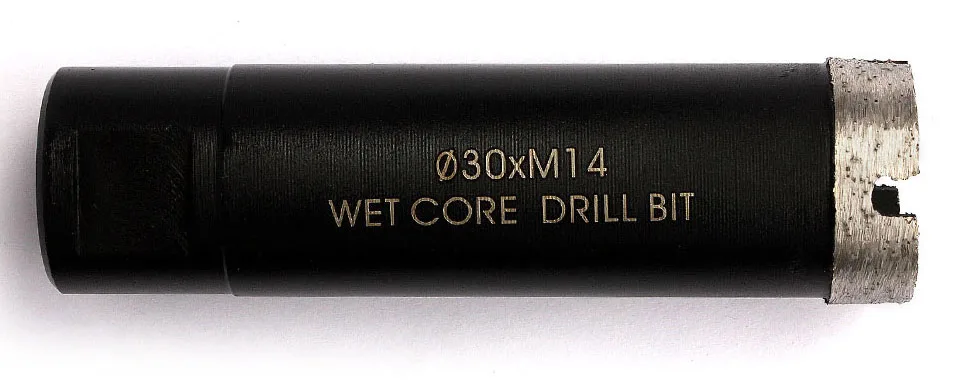 Ø30xM14
WET CORE DRILL BIT